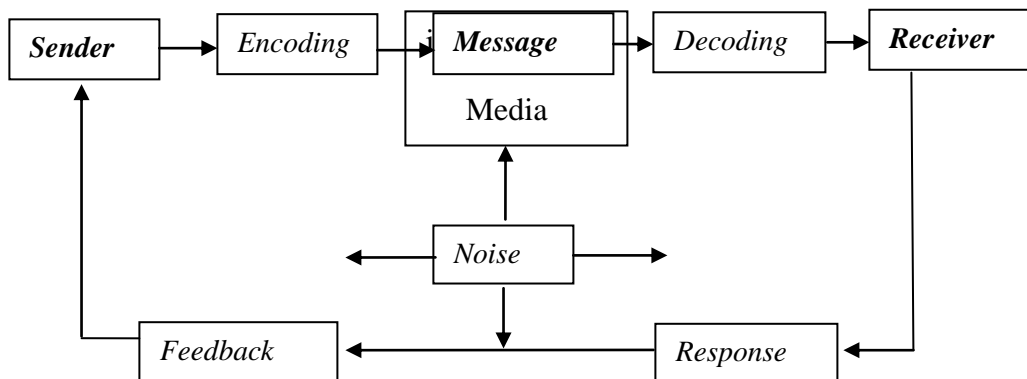 Sender
Encoding
Message
Decoding
Receiver
Media
Noise
Feedback
Response